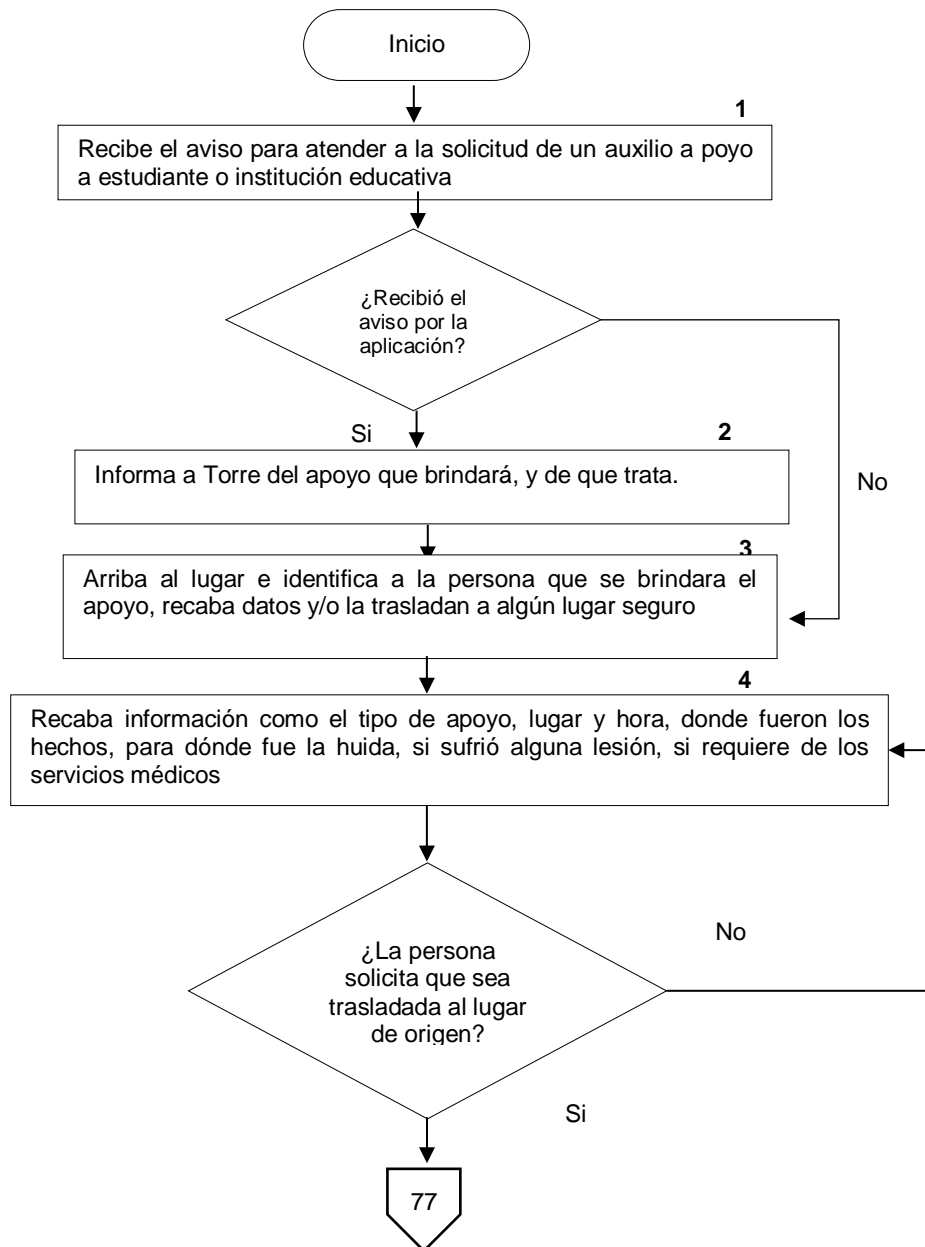 Inicio
1
Recibe el aviso para atender a la solicitud de un auxilio a poyo
a estudiante o institución educativa
¿Recibió el
aviso por la
aplicación?
Si
2
No
Informa a Torre del apoyo que brindará, y de que trata.
3
Arriba al lugar e identifica a la persona que se brindara el
apoyo, recaba datos y/o la trasladan a algún lugar seguro
4
Recaba información como el tipo de apoyo, lugar y hora, donde fueron los
hechos, para dónde fue la huida, si sufrió alguna lesión, si requiere de los
servicios médicos
¿La persona
solicita que sea
trasladada al lugar
de origen?
No
Si
77